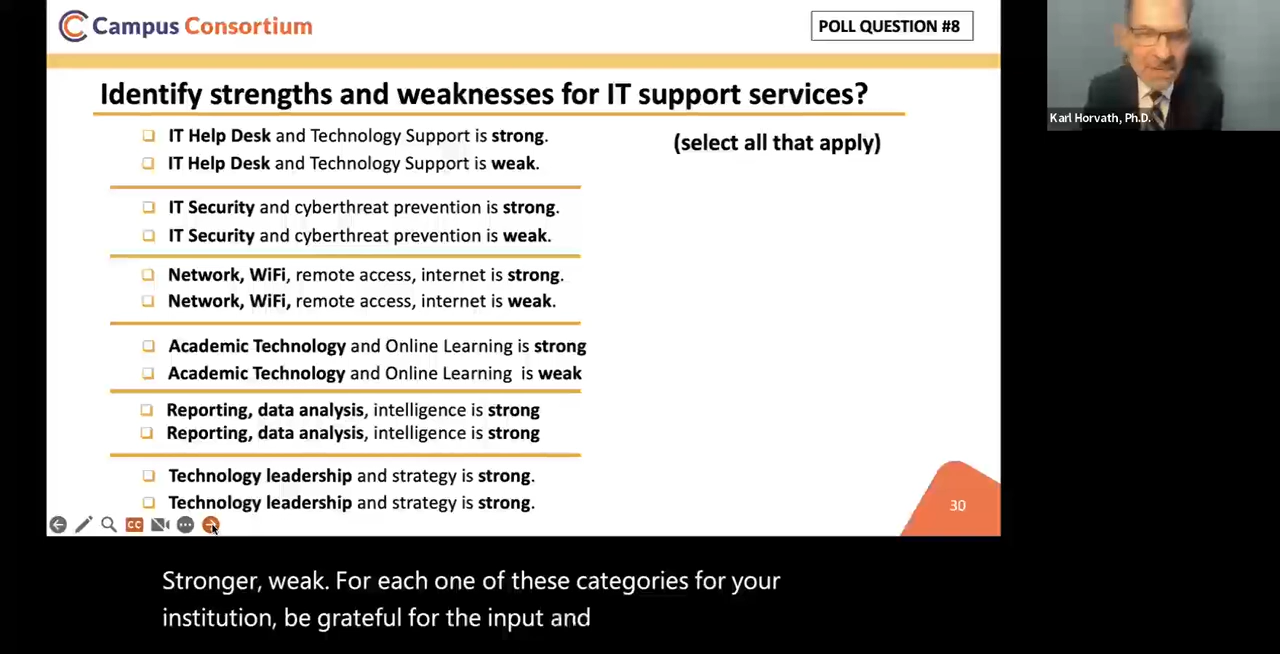 Campus Consortium
POLL QUESTION #8
Identify strengths and weaknesses for IT support services?
(select all that apply)
IT Help Desk and Technology Support is strong.
IT Help Desk and Technology Support is weak.
IT Security and cyberthreat prevention is strong.
IT Security and cyberthreat prevention is weak.
Network, WiFi, remote access, internet is strong.
Network, WiFi, remote access, internet is weak.
Academic Technology and Online Learning is strong
Academic Technology and Online Learning is weak
Reporting, data analysis, intelligence is strong
Reporting, data analysis, intelligence is strong
Technology leadership and strategy is strong.
Technology leadership and strategy is strong.
30
CC
Karl Horvath, Ph.D.
Stronger, weak. For each one of these categories for your
institution, be grateful for the input and